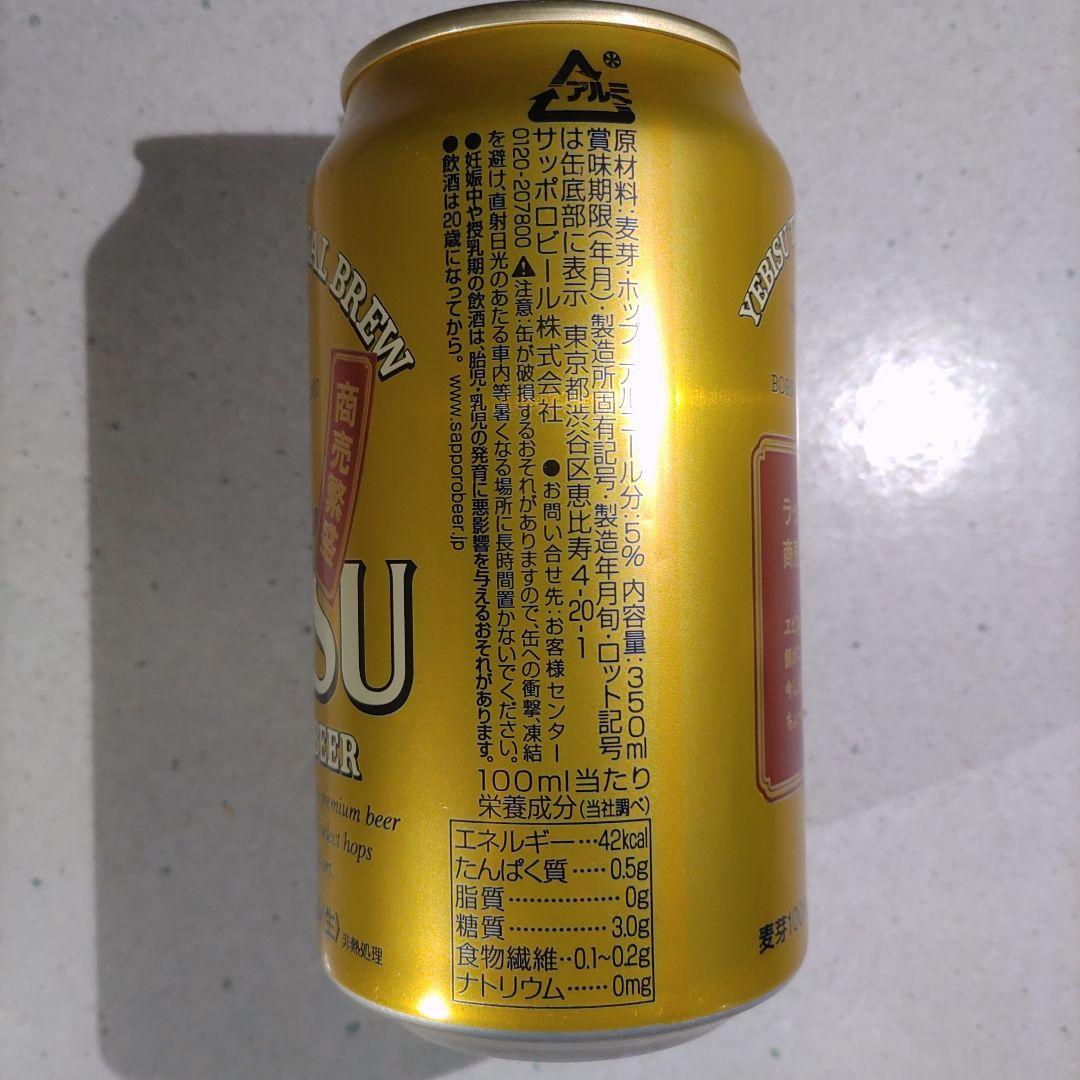 アルミ
原材料:麦芽・ホップ アルコール分:5% 内容量:350ml
賞味期限(年月)・製造所固有記号・製造年月旬・ロット記号
は缶底部に表示 東京都渋谷区恵比寿4-20-1
サッポロビール株式会社 ●お問い合せ先:お客様センター
0120-207800 ⚠注意:缶が破損するおそれがありますので、缶への衝撃、凍結
を避け、直射日光のあたる車内等暑くなる場所に長時間置かないでください。
●妊娠中や授乳期の飲酒は、胎児・乳児の発育に悪影響を与えるおそれがあります。
●飲酒は20歳になってから。 www.sapporobeer.jp
100ml当たり
栄養成分(当社調べ)
エネルギー…42kcal
たんぱく質……0.5g
脂質………………0g
糖質……………3.0g
食物繊維‥0.1~0.2g
ナトリウム……0mg
BREW
商売繁盛
SU
BEER
premium beer
select hops
生》非熱処理
YEBISU
商
麦芽10